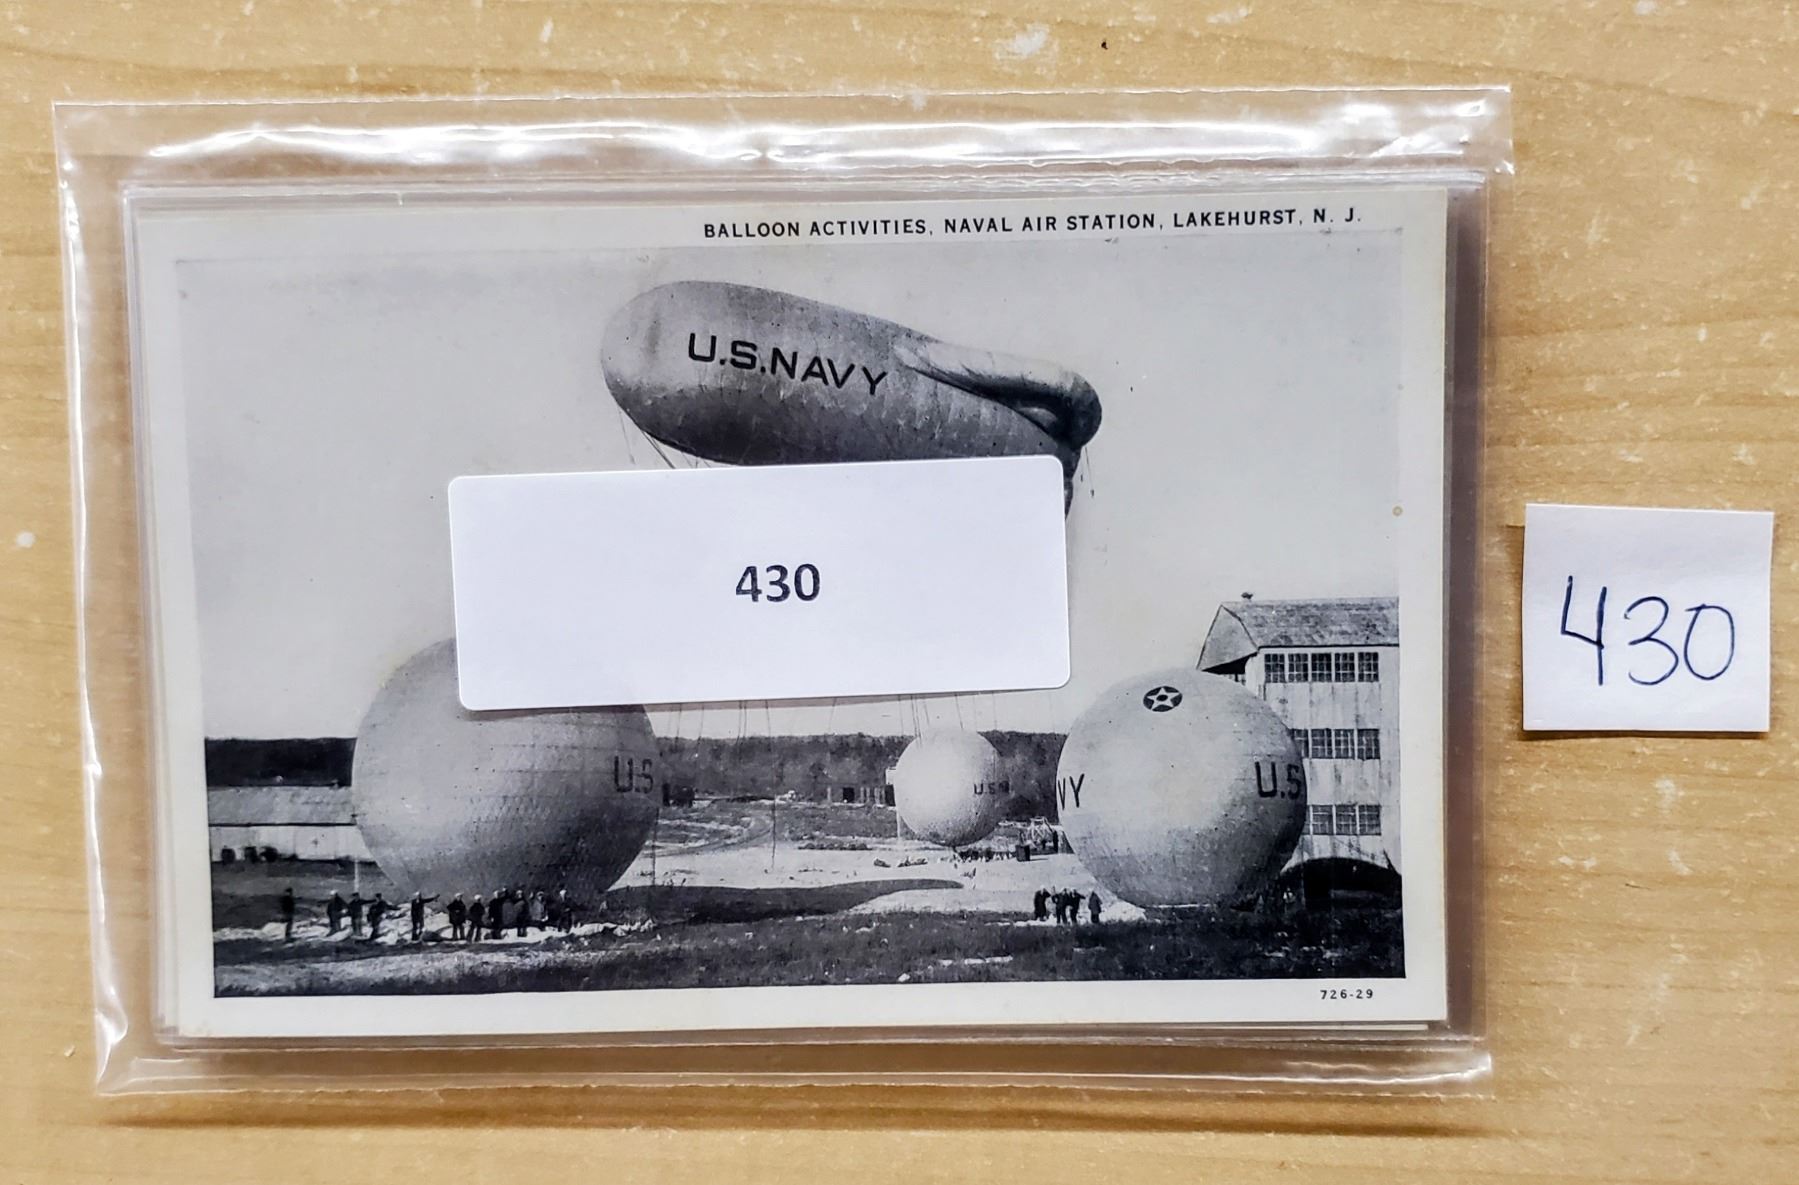 BALLOON ACTIVITIES, NAVAL AIR STATION, LAKEHURST, N. J.
U.S.NAVY
430
430
U.S
U.S
VY
U.S
726-29